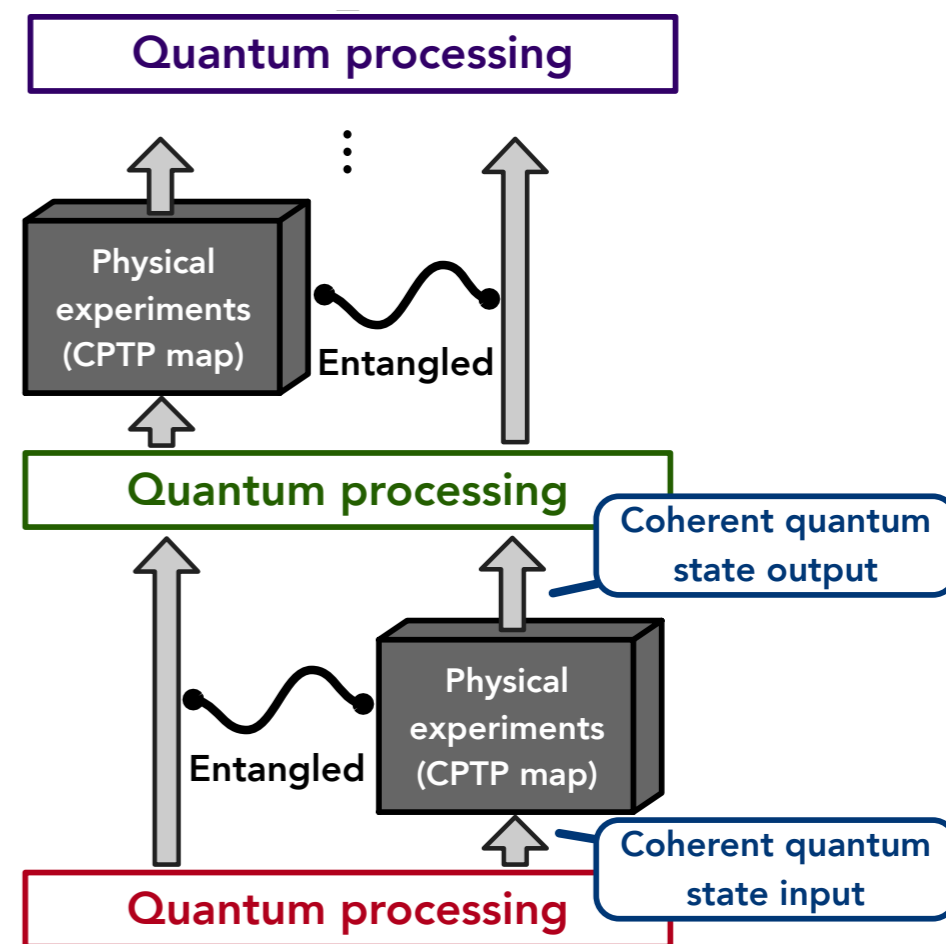 Quantum processing
Physical
experiments
(CPTP map)
Entangled
Quantum processing
Coherent quantum
state output
Physical
experiments
(CPTP map)
Entangled
Coherent quantum
state input
Quantum processing